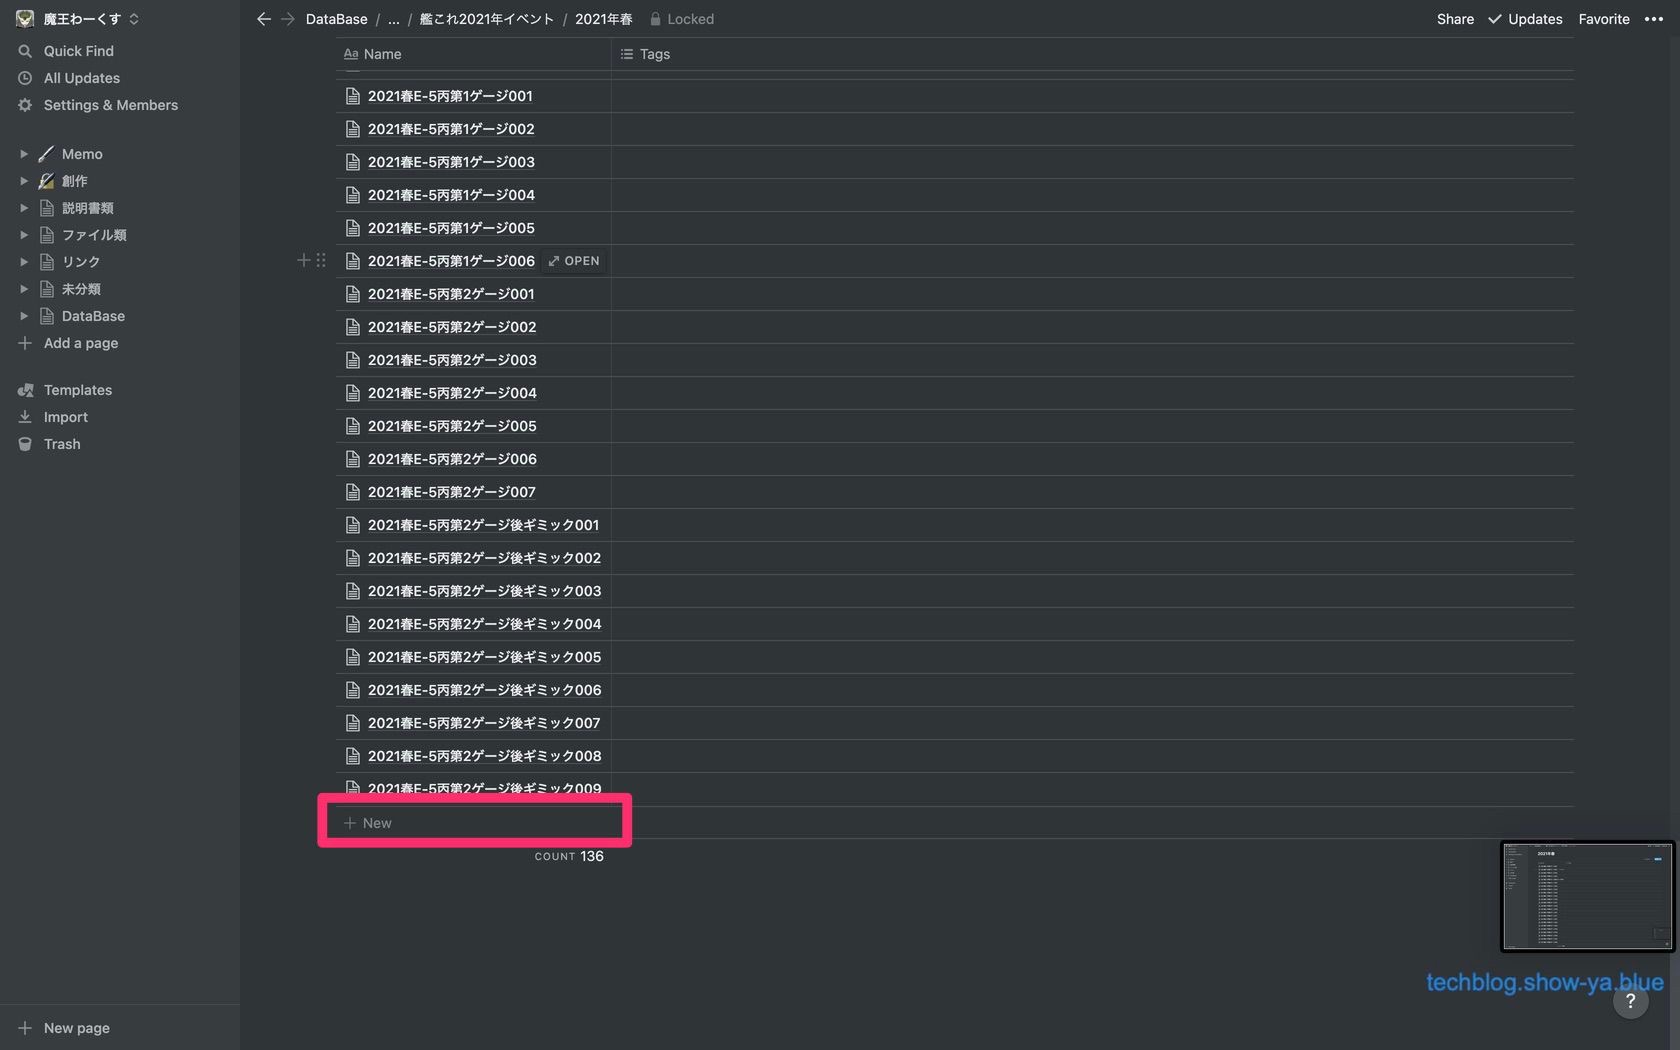 魔王わーくす
Quick Find
All Updates
Settings & Members
Memo
創作
説明書類
ファイル類
リンク
未分類
DataBase
Add a page
Templates
Import
Trash
New page
DataBase / ... / 艦これ2021年イベント / 2021年春 Locked
Share Updates Favorite
Aa Name Tags
2021春E-5丙第1ゲージ001
2021春E-5丙第1ゲージ002
2021春E-5丙第1ゲージ003
2021春E-5丙第1ゲージ004
2021春E-5丙第1ゲージ005
2021春E-5丙第1ゲージ006 OPEN
2021春E-5丙第2ゲージ001
2021春E-5丙第2ゲージ002
2021春E-5丙第2ゲージ003
2021春E-5丙第2ゲージ004
2021春E-5丙第2ゲージ005
2021春E-5丙第2ゲージ006
2021春E-5丙第2ゲージ007
2021春E-5丙第2ゲージ後ギミック001
2021春E-5丙第2ゲージ後ギミック002
2021春E-5丙第2ゲージ後ギミック003
2021春E-5丙第2ゲージ後ギミック004
2021春E-5丙第2ゲージ後ギミック005
2021春E-5丙第2ゲージ後ギミック006
2021春E-5丙第2ゲージ後ギミック007
2021春E-5丙第2ゲージ後ギミック008
2021春E-5丙第2ゲージ後ギミック009
New
COUNT 136
2021年春
techblog.show-ya.blue
?